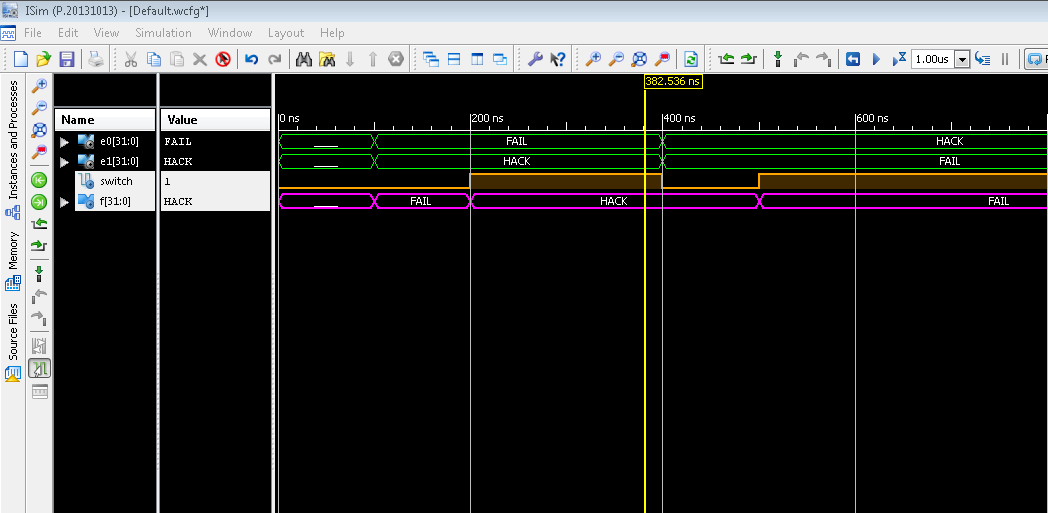 ISim (P.20131013) - [Default.wcfg*]
File Edit View Simulation Window Layout Help
1.00us
382.536 ns
Instances and Processes
Memory
Source Files
Name Value
0 ns 200 ns 400 ns 600 ns
e0[31:0] FAIL ____ FAIL HACK
e1[31:0] HACK HACK FAIL
switch 1
f[31:0] HACK ____ FAIL HACK FAIL